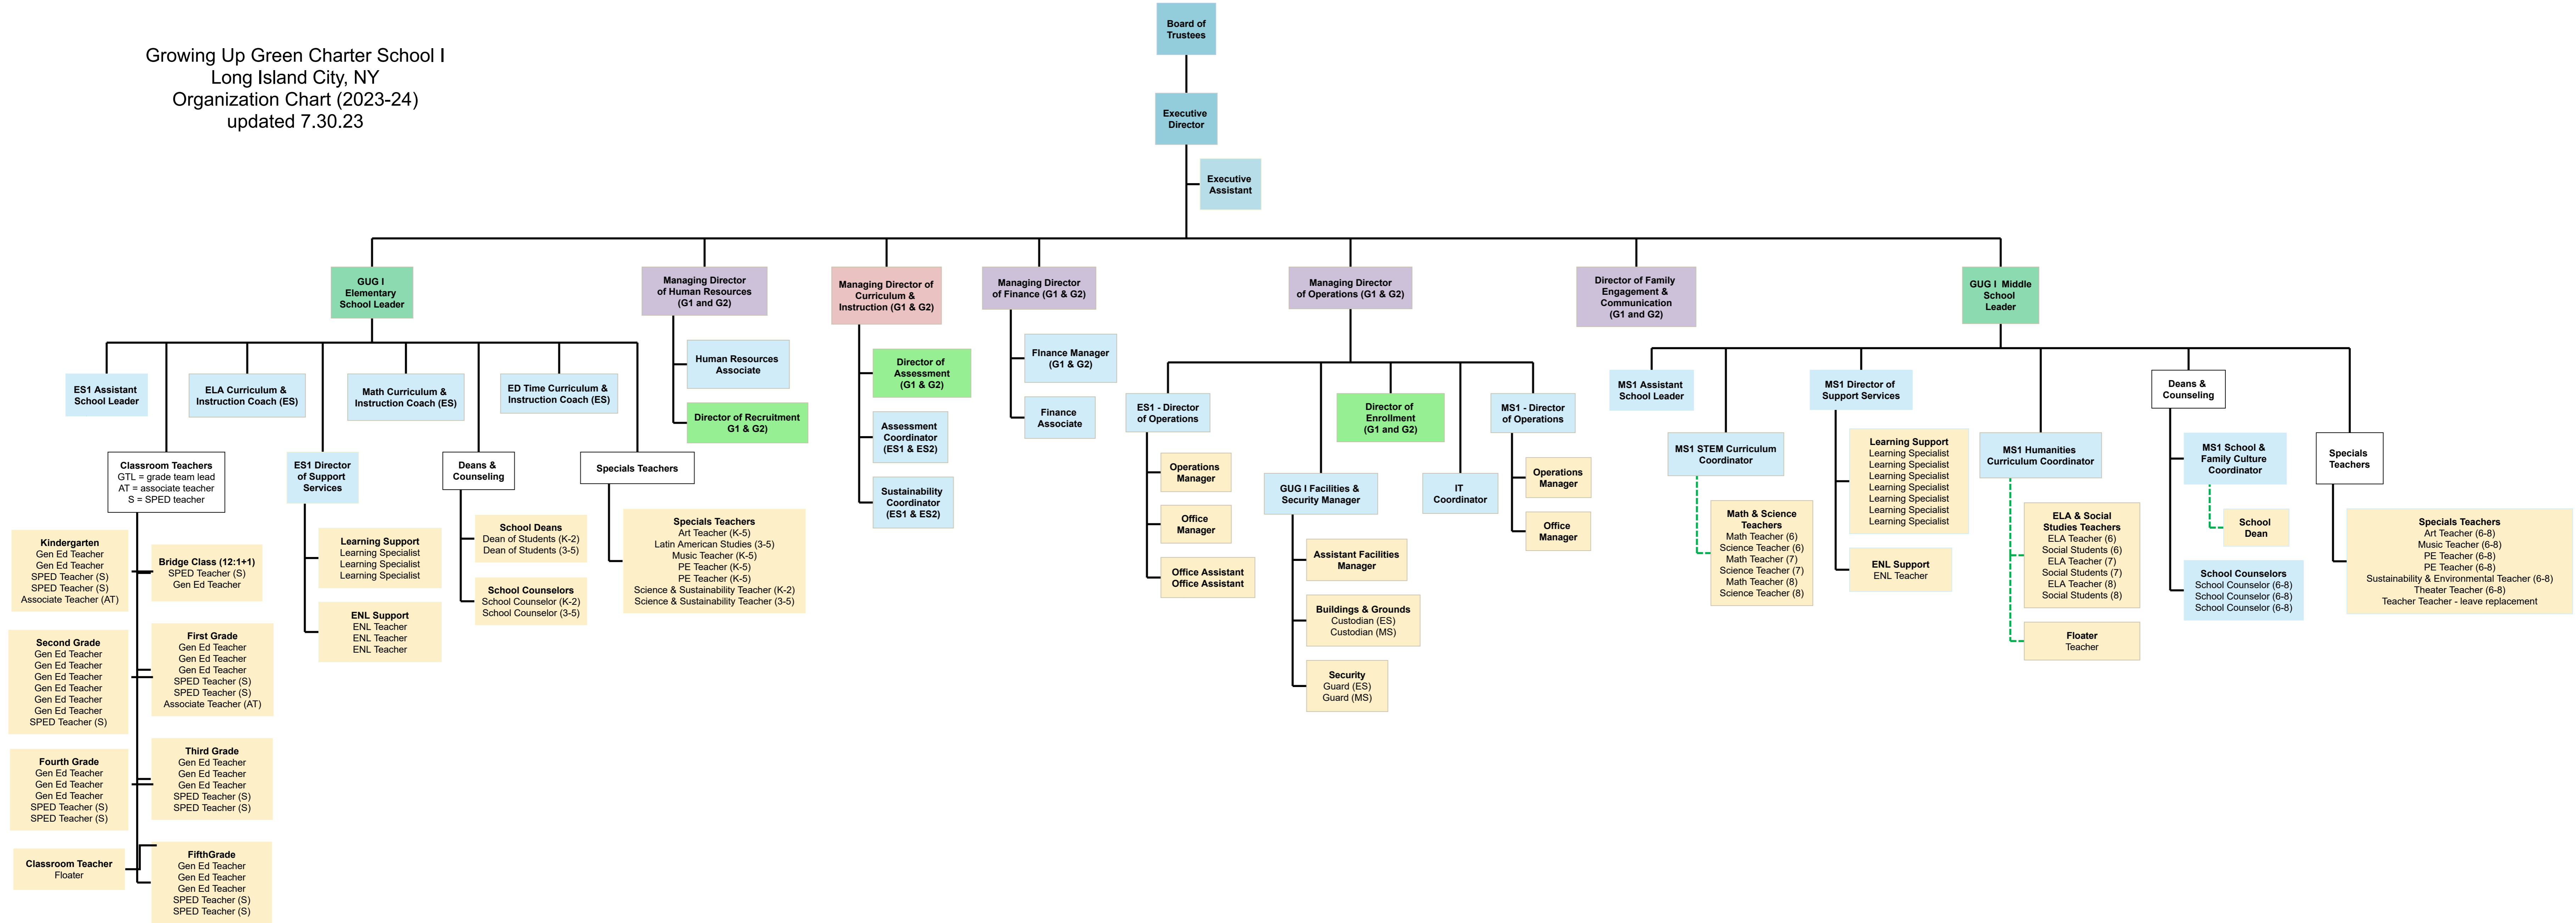 Growing Up Green Charter School I
Long Island City, NY
Organization Chart (2023-24)
updated 7.30.23
Board of
Trustees
Executive
Director
Executive
Assistant
GUG I
Elementary
School Leader
Managing Director
of Human Resources
(G1 and G2)
Managing Director of
Curriculum &
Instruction (G1 & G2)
Managing Director
of Finance (G1 & G2)
Managing Director
of Operations (G1 & G2)
Director of Family
Engagement &
Communication
(G1 and G2)
GUG I  Middle
School
Leader
ES1 Assistant
School Leader
ELA Curriculum &
Instruction Coach (ES)
Math Curriculum &
Instruction Coach (ES)
ED Time Curriculum &
Instruction Coach (ES)
Classroom Teachers
GTL = grade team lead
AT = associate teacher
S = SPED teacher
ES1 Director
of Support
Services
Deans &
Counseling
Specials Teachers
Kindergarten
Gen Ed Teacher
Gen Ed Teacher
SPED Teacher (S)
SPED Teacher (S)
Associate Teacher (AT)
Bridge Class (12:1+1)
SPED Teacher (S)
Gen Ed Teacher
Second Grade
Gen Ed Teacher
Gen Ed Teacher
Gen Ed Teacher
Gen Ed Teacher
Gen Ed Teacher
Gen Ed Teacher
SPED Teacher (S)
First Grade
Gen Ed Teacher
Gen Ed Teacher
Gen Ed Teacher
SPED Teacher (S)
SPED Teacher (S)
Associate Teacher (AT)
Fourth Grade
Gen Ed Teacher
Gen Ed Teacher
Gen Ed Teacher
SPED Teacher (S)
SPED Teacher (S)
Third Grade
Gen Ed Teacher
Gen Ed Teacher
Gen Ed Teacher
SPED Teacher (S)
SPED Teacher (S)
Classroom Teacher
Floater
FifthGrade
Gen Ed Teacher
Gen Ed Teacher
Gen Ed Teacher
SPED Teacher (S)
SPED Teacher (S)
Learning Support
Learning Specialist
Learning Specialist
Learning Specialist
ENL Support
ENL Teacher
ENL Teacher
ENL Teacher
School Deans
Dean of Students (K-2)
Dean of Students (3-5)
School Counselors
School Counselor (K-2)
School Counselor (3-5)
Specials Teachers
Art Teacher (K-5)
Latin American Studies (3-5)
Music Teacher (K-5)
PE Teacher (K-5)
PE Teacher (K-5)
Science & Sustainability Teacher (K-2)
Science & Sustainability Teacher (3-5)
Human Resources
Associate
Director of Recruitment
G1 & G2)
Director of
Assessment
(G1 & G2)
Assessment
Coordinator
(ES1 & ES2)
Sustainability
Coordinator
(ES1 & ES2)
FInance Manager
(G1 & G2)
Finance
Associate
ES1 - Director
of Operations
Operations
Manager
Office
Manager
Office Assistant
Office Assistant
GUG I Facilities &
Security Manager
Assistant Facilities
Manager
Buildings & Grounds
Custodian (ES)
Custodian (MS)
Security
Guard (ES)
Guard (MS)
Director of
Enrollment
(G1 and G2)
IT
Coordinator
MS1 - Director
of Operations
Operations
Manager
Office
Manager
MS1 Assistant
School Leader
MS1 STEM Curriculum
Coordinator
Math & Science
Teachers
Math Teacher (6)
Science Teacher (6)
Math Teacher (7)
Science Teacher (7)
Math Teacher (8)
Science Teacher (8)
MS1 Director of
Support Services
Learning Support
Learning Specialist
Learning Specialist
Learning Specialist
Learning Specialist
Learning Specialist
Learning Specialist
Learning Specialist
ENL Support
ENL Teacher
MS1 Humanities
Curriculum Coordinator
ELA & Social
Studies Teachers
ELA Teacher (6)
Social Students (6)
ELA Teacher (7)
Social Students (7)
ELA Teacher (8)
Social Students (8)
Floater
Teacher
Deans &
Counseling
MS1 School &
Family Culture
Coordinator
School
Dean
School Counselors
School Counselor (6-8)
School Counselor (6-8)
School Counselor (6-8)
Specials
Teachers
Specials Teachers
Art Teacher (6-8)
Music Teacher (6-8)
PE Teacher (6-8)
PE Teacher (6-8)
Sustainability & Environmental Teacher (6-8)
Theater Teacher (6-8)
Teacher Teacher - leave replacement